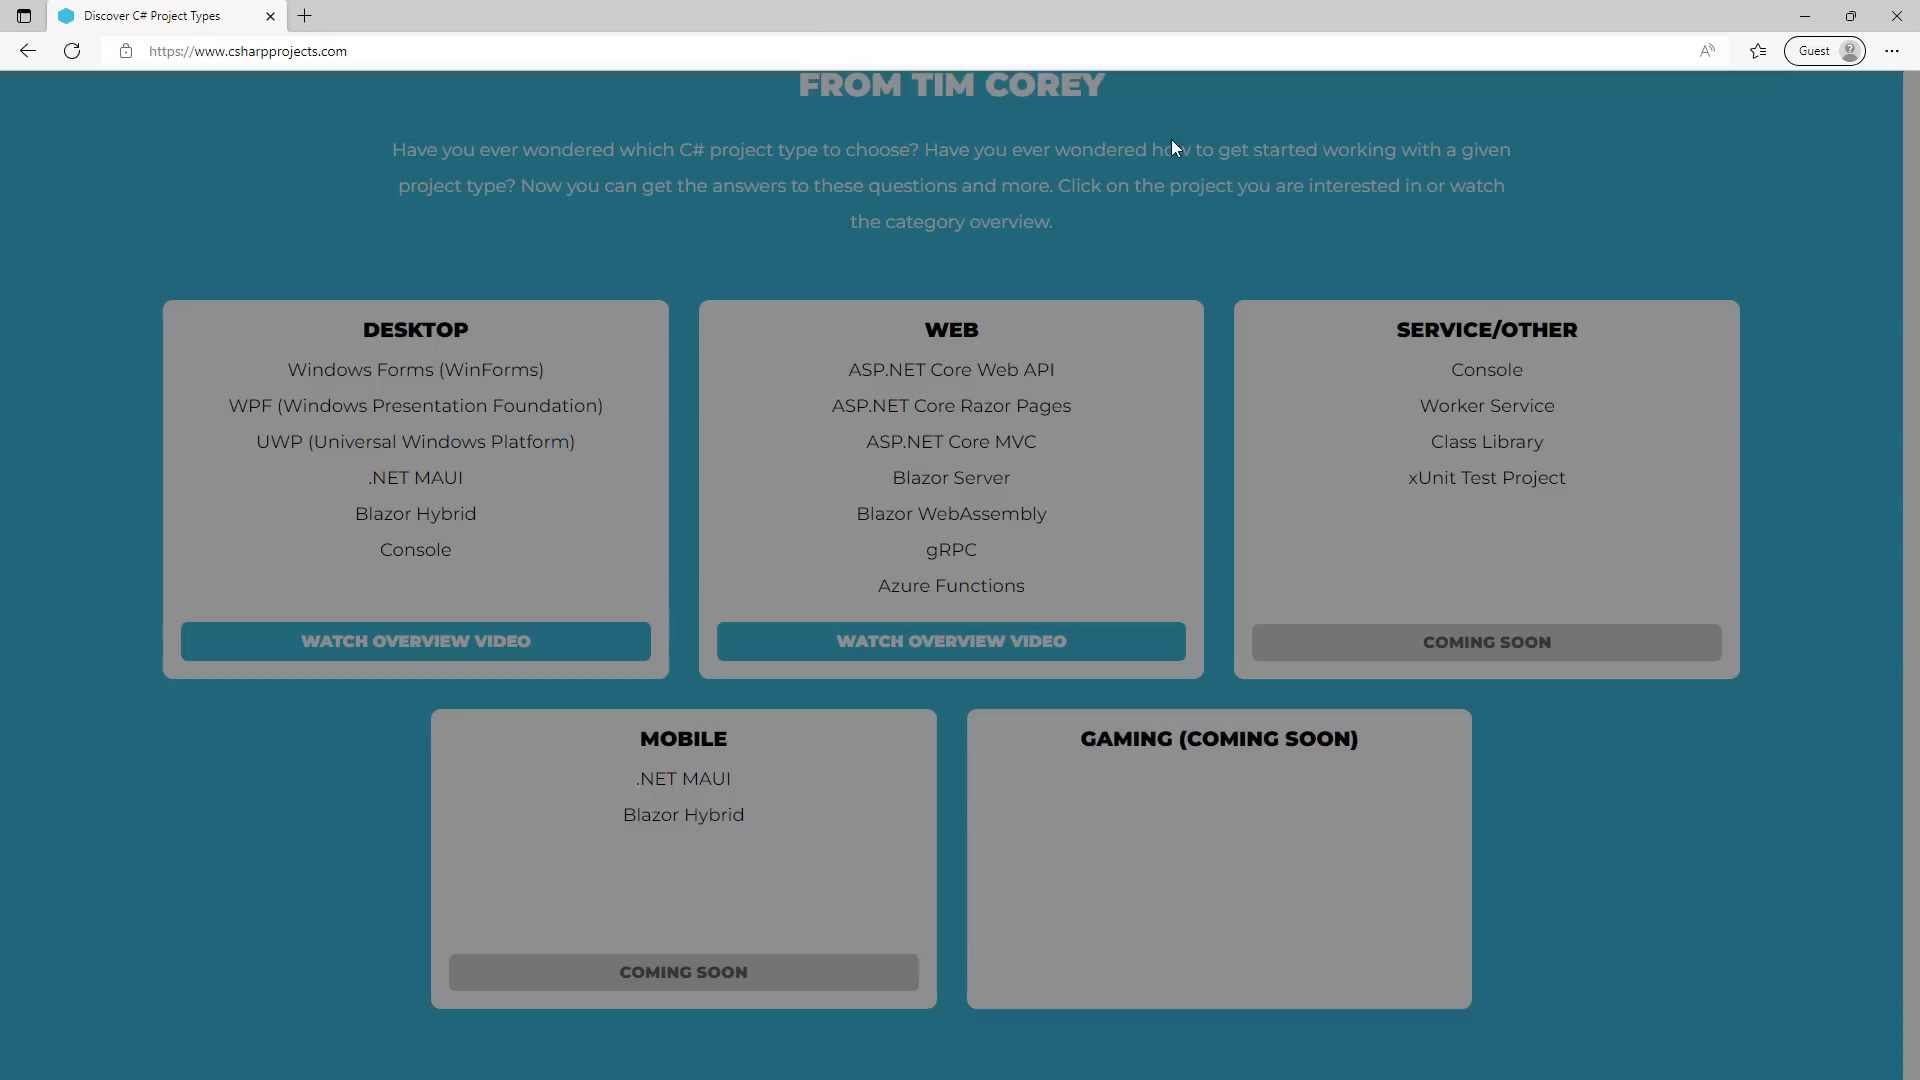 Discover C# Project Types
https://www.csharpprojects.com
Guest
FROM TIM COREY
Have you ever wondered which C# project type to choose? Have you ever wondered how to get started working with a given
project type? Now you can get the answers to these questions and more. Click on the project you are interested in or watch
the category overview.
DESKTOP
Windows Forms (WinForms)
WPF (Windows Presentation Foundation)
UWP (Universal Windows Platform)
.NET MAUI
Blazor Hybrid
Console
WATCH OVERVIEW VIDEO
WEB
ASP.NET Core Web API
ASP.NET Core Razor Pages
ASP.NET Core MVC
Blazor Server
Blazor WebAssembly
gRPC
Azure Functions
WATCH OVERVIEW VIDEO
SERVICE/OTHER
Console
Worker Service
Class Library
xUnit Test Project
COMING SOON
MOBILE
.NET MAUI
Blazor Hybrid
COMING SOON
GAMING (COMING SOON)